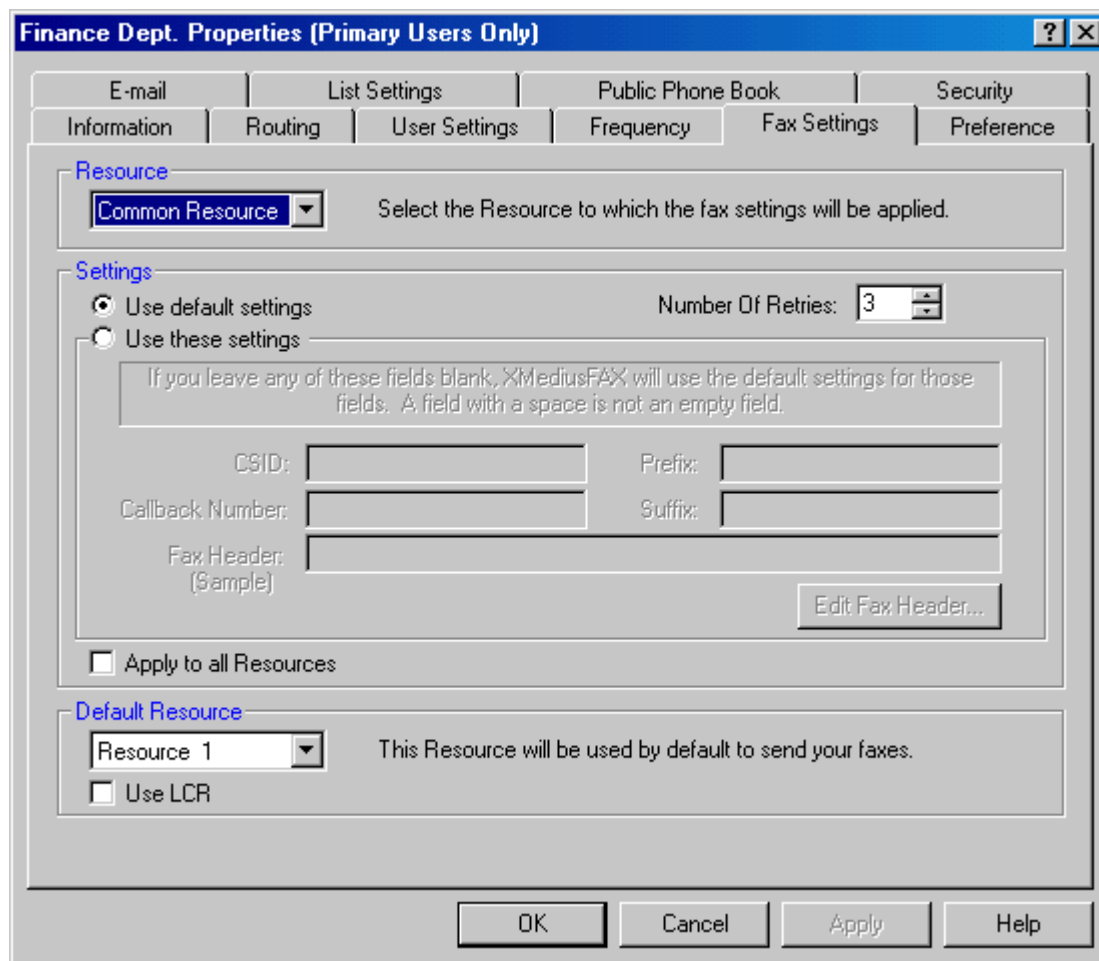 Finance Dept. Properties (Primary Users Only)
E-mail List Settings Public Phone Book Security
Information Routing User Settings Frequency Fax Settings Preference
Resource
Common Resource Select the Resource to which the fax settings will be applied.
Settings
Use default settings Number Of Retries: 3
Use these settings
If you leave any of these fields blank, XMediusFAX will use the default settings for those
fields. A field with a space is not an empty field.
CSID: Prefix:
Callback Number: Suffix:
Fax Header:
(Sample)
Edit Fax Header...
Apply to all Resources
Default Resource
Resource 1 This Resource will be used by default to send your faxes.
Use LCR
OK Cancel Apply Help